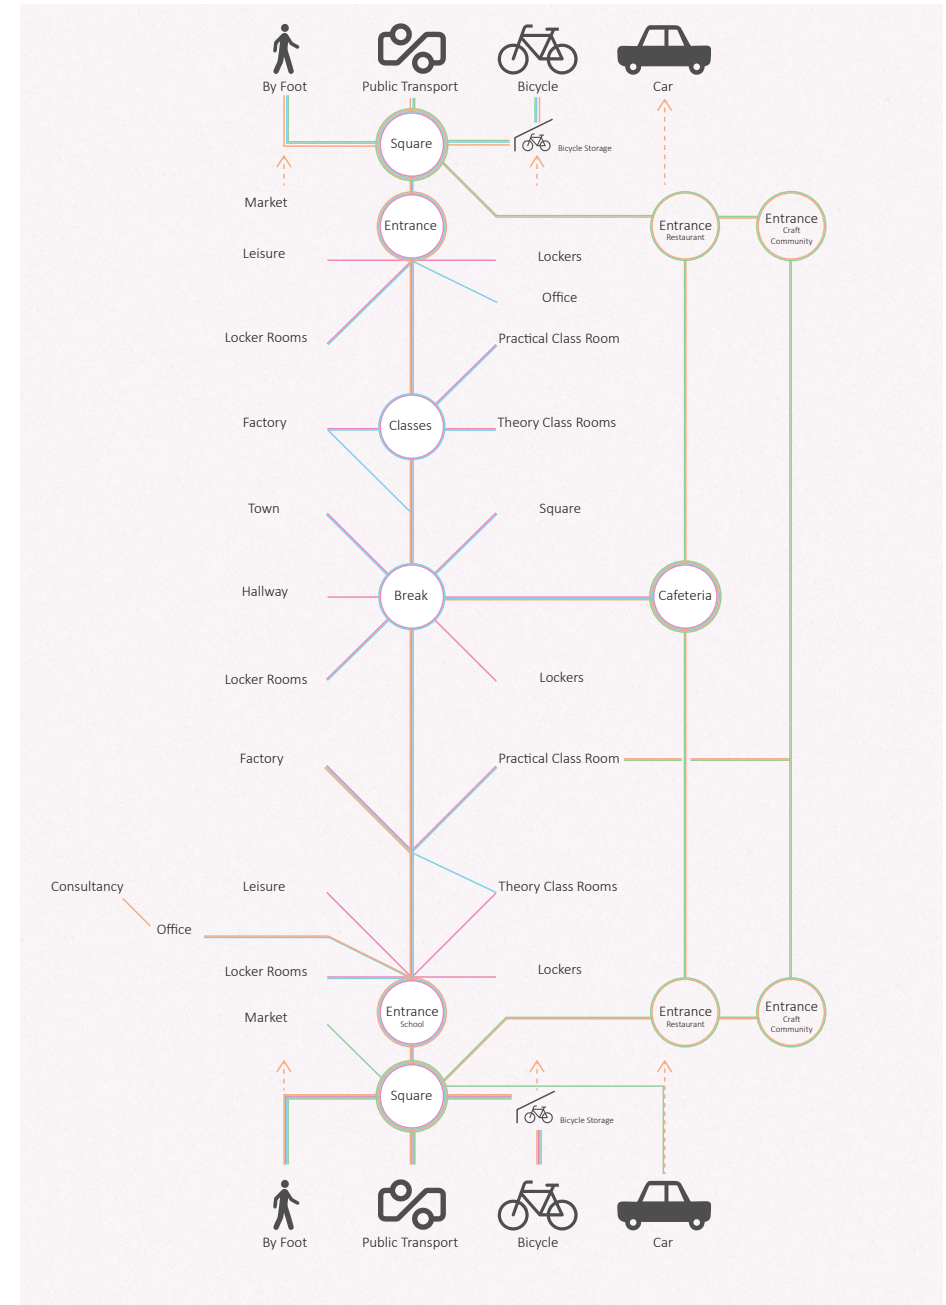 By Foot
Public Transport
Bicycle
Car
Square
Bicycle Storage
Market
Entrance
Entrance
Restaurant
Entrance
Craft
Community
Leisure
Lockers
Office
Locker Rooms
Practical Class Room
Factory
Classes
Theory Class Rooms
Town
Square
Hallway
Break
Cafeteria
Locker Rooms
Lockers
Factory
Practical Class Room
Consultancy
Leisure
Theory Class Rooms
Office
Locker Rooms
Lockers
Entrance
School
Entrance
Restaurant
Entrance
Craft
Community
Market
Square
Bicycle Storage
By Foot
Public Transport
Bicycle
Car